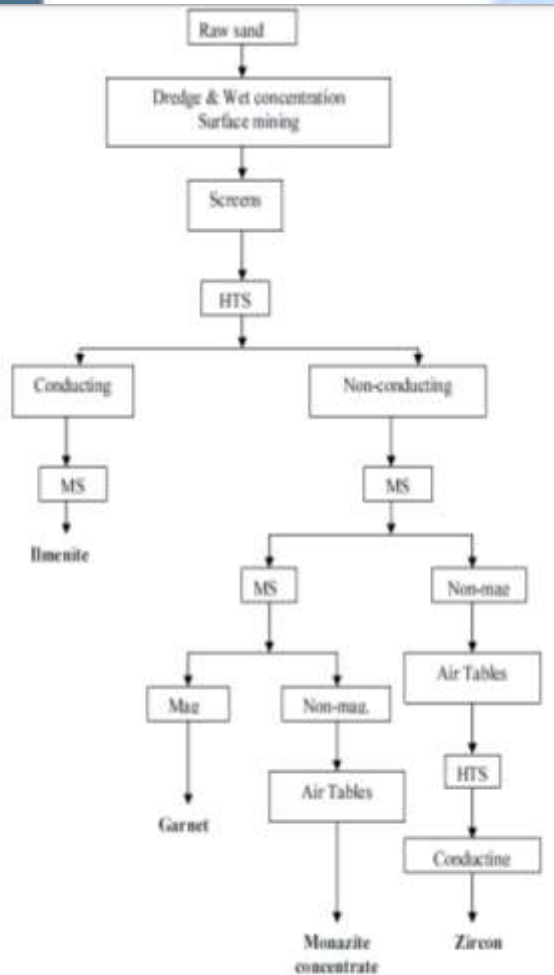 Raw sand
Dredge & Wet concentration
Surface mining
Screens
HTS
Conducting
Non-conducting
MS
MS
Ilmenite
MS
Non-mag
Mag
Non-mag.
Air Tables
Air Tables
HTS
Garnet
Conducting
Monazite
concentrate
Zircon